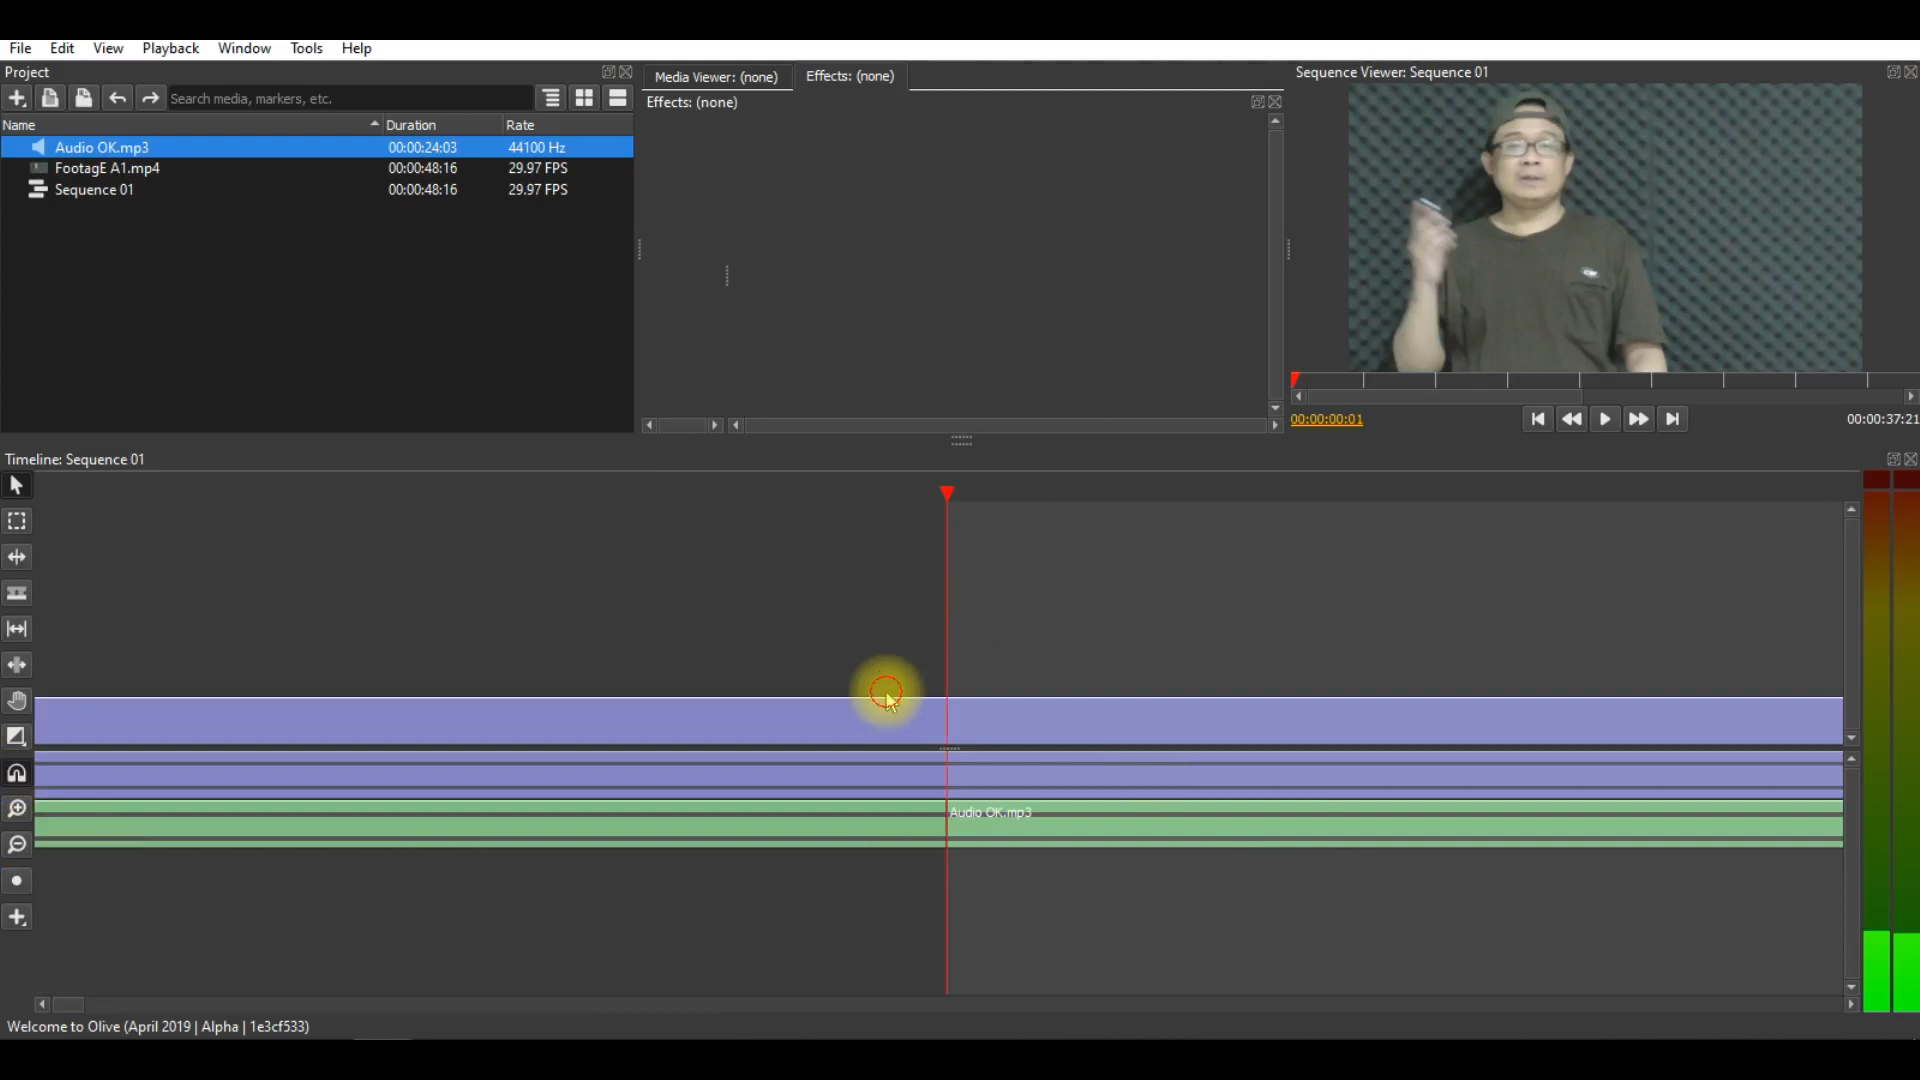 File Edit View Playback Window Tools Help
Project
Search media, markers, etc.
Name Duration Rate
Audio OK.mp3 00:00:24:03 44100 Hz
FootagE A1.mp4 00:00:48:16 29.97 FPS
Sequence 01 00:00:48:16 29.97 FPS
Media Viewer: (none) Effects: (none)
Effects: (none)
Sequence Viewer: Sequence 01
00:00:00:01 00:00:37:21
Timeline: Sequence 01
Audio OK.mp3
Welcome to Olive (April 2019 | Alpha | 1e3cf533)